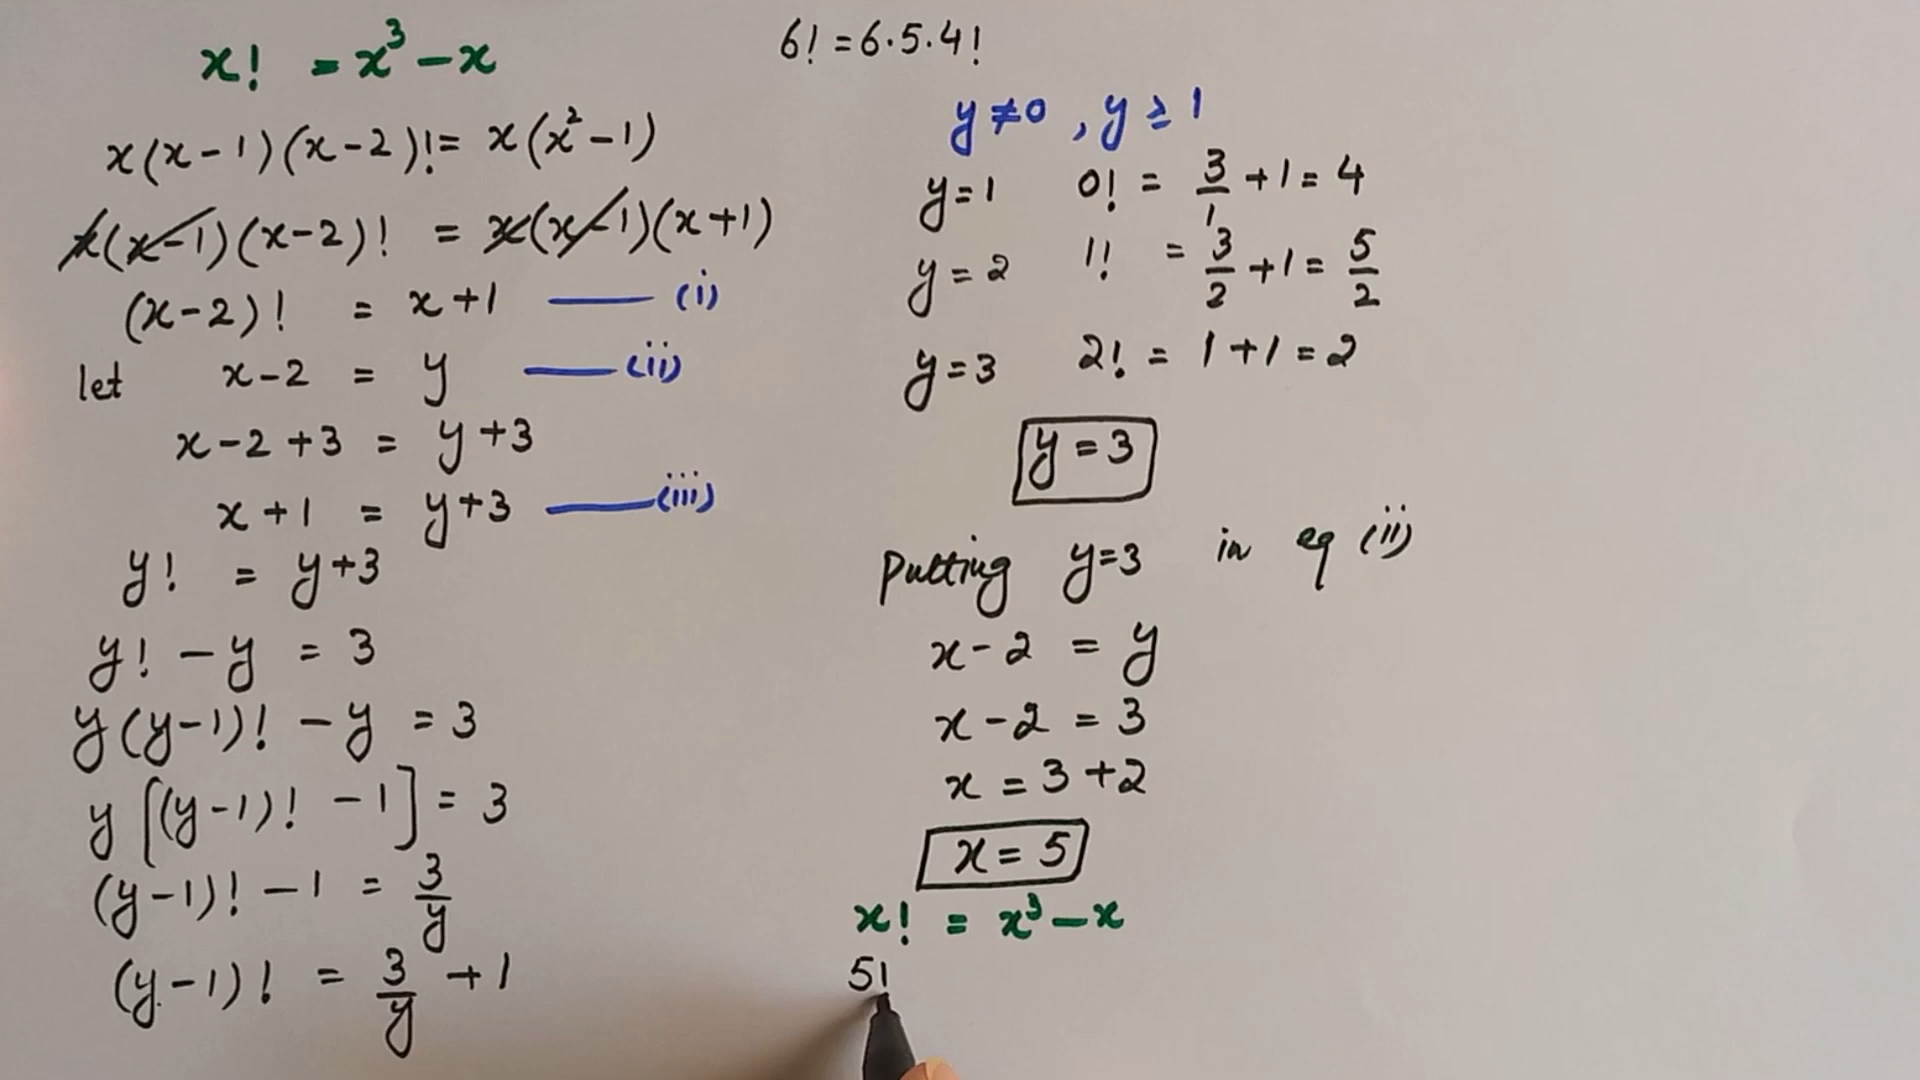 x! = x³ - x
x(x-1)(x-2)! = x(x²-1)
x(x-1)(x-2)! = x(x-1)(x+1)
(x-2)! = x+1 —— (i)
let x-2 = y —— (ii)
x-2+3 = y+3
x+1 = y+3 —— (iii)
y! = y+3
y! - y = 3
y(y-1)! - y = 3
y[(y-1)! - 1] = 3
(y-1)! - 1 = 3/y
(y-1)! = 3/y + 1
6! = 6·5·4!
y≠0, y≥1
y=1 0! = 3/1 + 1 = 4
y=2 1! = 3/2 + 1 = 5/2
y=3 2! = 1+1 = 2
y=3
Putting y=3 in eq (ii)
x-2 = y
x-2 = 3
x = 3+2
x = 5
x! = x³ - x
5!